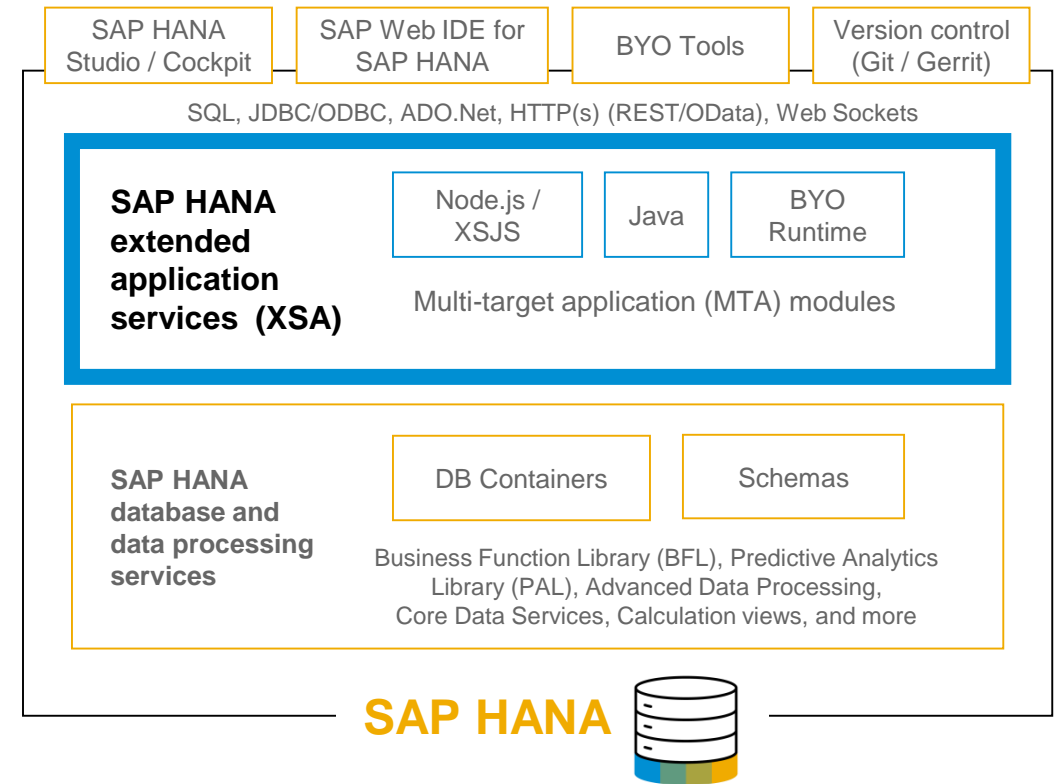 SAP HANA
Studio / Cockpit
SAP Web IDE for
SAP HANA
BYO Tools
Version control
(Git / Gerrit)
SQL, JDBC/ODBC, ADO.Net, HTTP(s) (REST/OData), Web Sockets
SAP HANA
extended
application
services (XSA)
Node.js /
XSJS
Java
BYO
Runtime
Multi-target application (MTA) modules
SAP HANA
database and
data processing
services
DB Containers
Schemas
Business Function Library (BFL), Predictive Analytics
Library (PAL), Advanced Data Processing,
Core Data Services, Calculation views, and more
SAP HANA